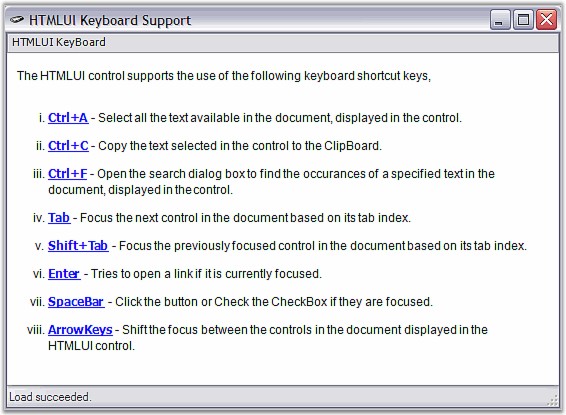 HTMLUI Keyboard Support
HTMLUI KeyBoard
The HTMLUI control supports the use of the following keyboard shortcut keys,
i. Ctrl+A - Select all the text available in the document, displayed in the control.
ii. Ctrl+C - Copy the text selected in the control to the ClipBoard.
iii. Ctrl+F - Open the search dialog box to find the occurances of a specified text in the
document, displayed in the control.
iv. Tab - Focus the next control in the document based on its tab index.
v. Shift+Tab - Focus the previously focused control in the document based on its tab index.
vi. Enter - Tries to open a link if it is currently focused.
vii. SpaceBar - Click the button or Check the CheckBox if they are focused.
viii. ArrowKeys - Shift the focus between the controls in the document displayed in the
HTMLUI control.
Load succeeded.